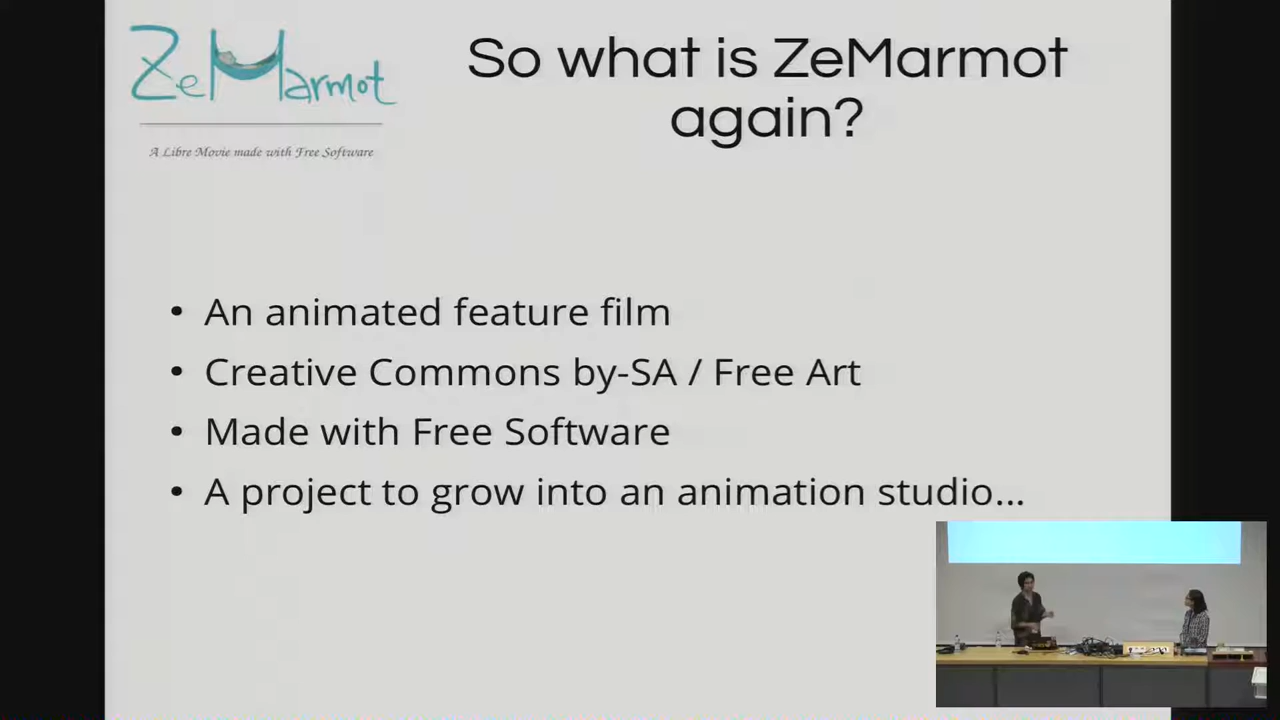 ZeMarmot
A Libre Movie made with Free Software
So what is ZeMarmot
again?
• An animated feature film
• Creative Commons by-SA / Free Art
• Made with Free Software
• A project to grow into an animation studio...